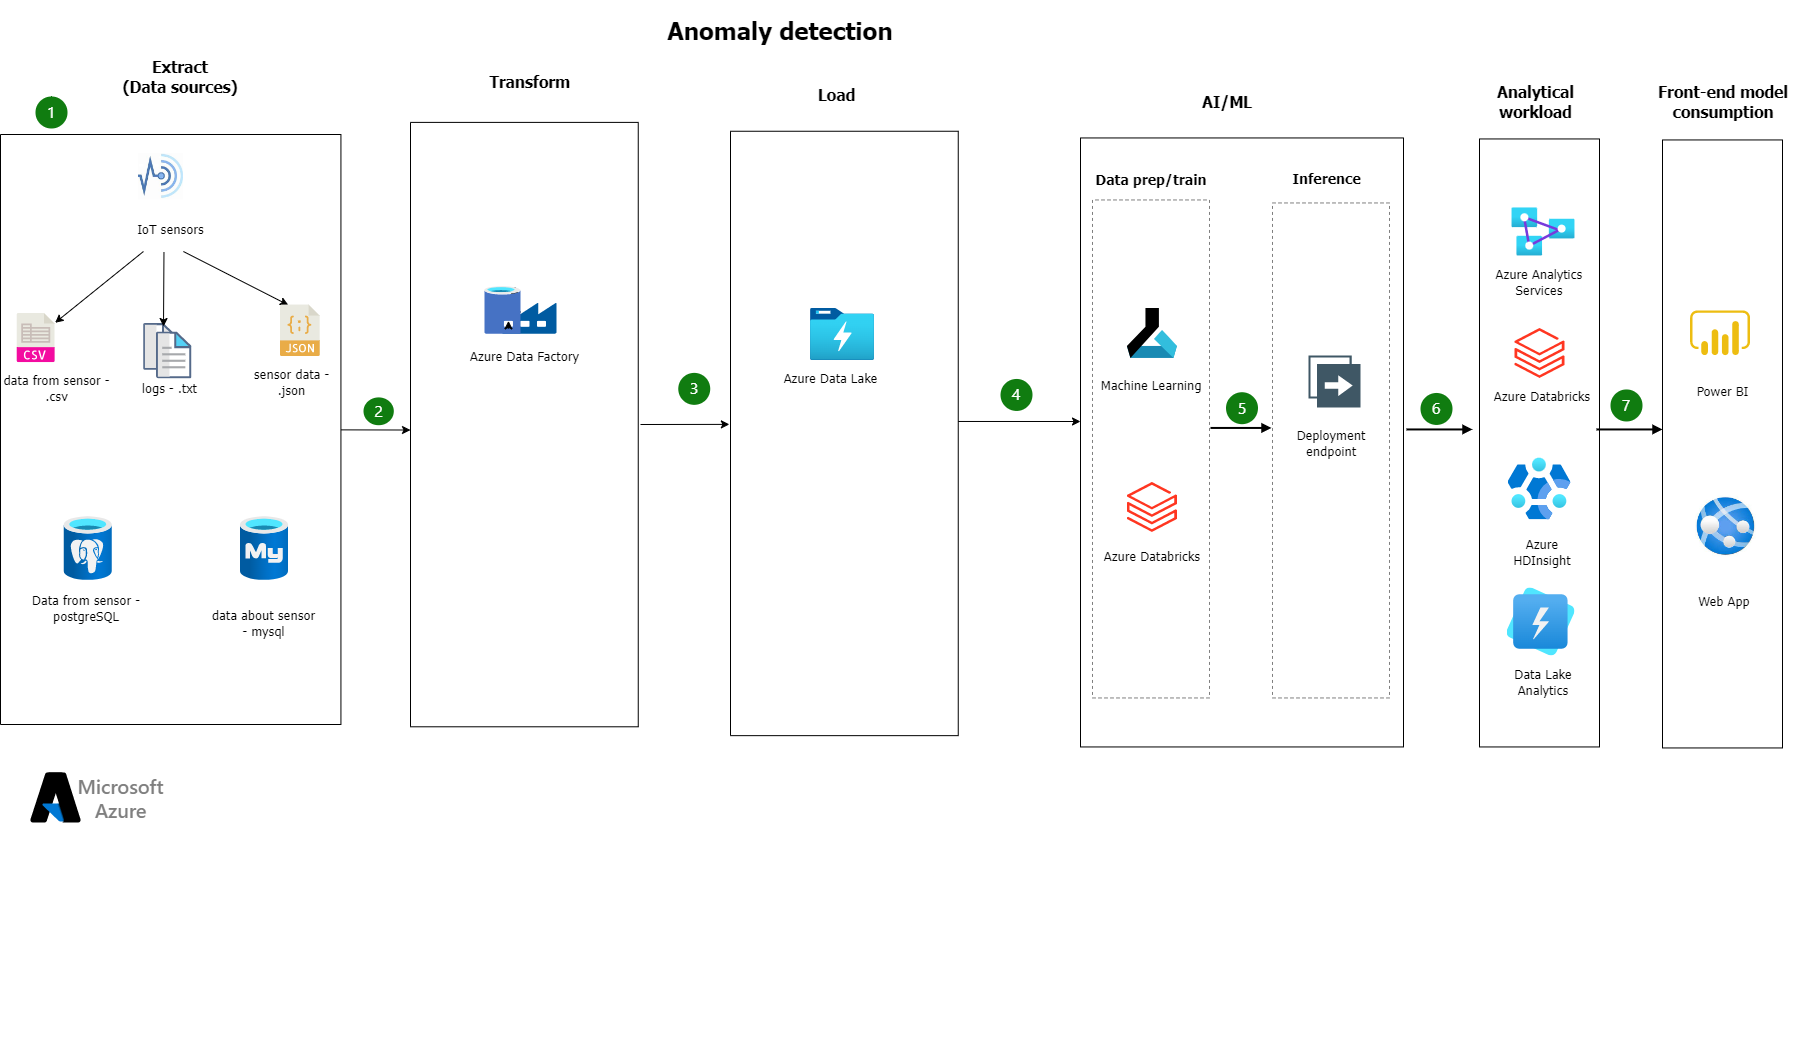 Anomaly detection
Extract
(Data sources)
1
IoT sensors
CSV
data from sensor -
.csv
logs - .txt
{;}
JSON
sensor data -
.json
Data from sensor -
postgreSQL
My
data about sensor
- mysql
2
Transform
Azure Data Factory
3
Load
Azure Data Lake
4
AI/ML
Data prep/train
Machine Learning
Azure Databricks
5
Inference
Deployment
endpoint
6
Analytical
workload
Azure Analytics
Services
Azure Databricks
Azure
HDInsight
Data Lake
Analytics
7
Front-end model
consumption
Power BI
Web App
Microsoft
Azure